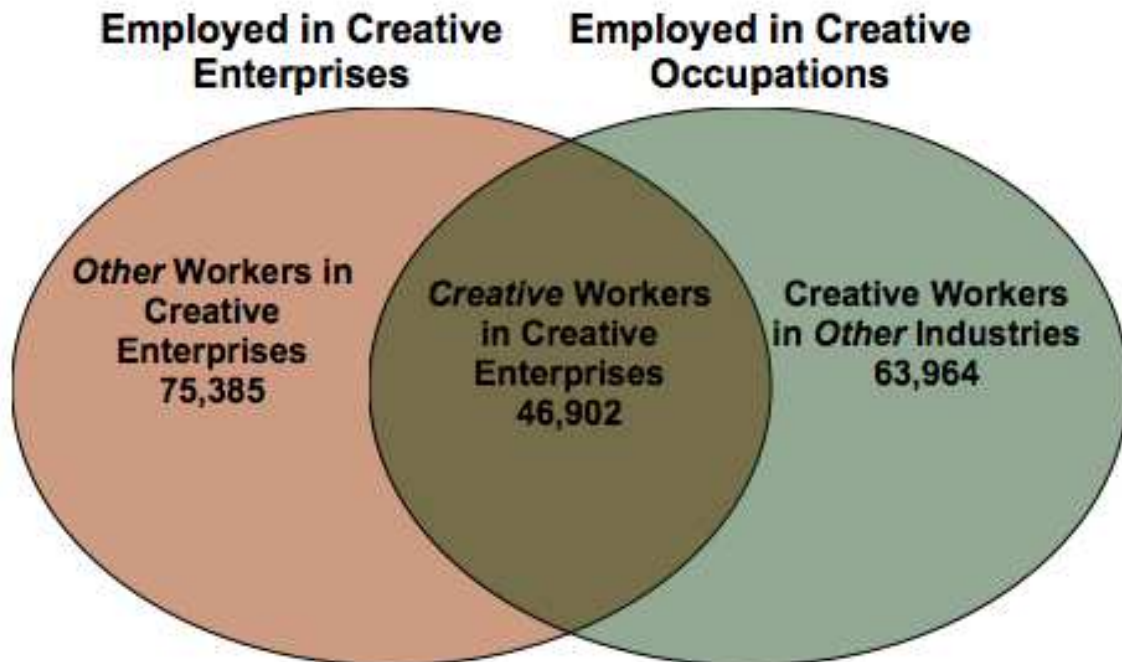 Employed in Creative
Enterprises
Employed in Creative
Occupations
Other Workers in
Creative
Enterprises
75,385
Creative Workers
in Creative
Enterprises
46,902
Creative Workers
in Other Industries
63,964